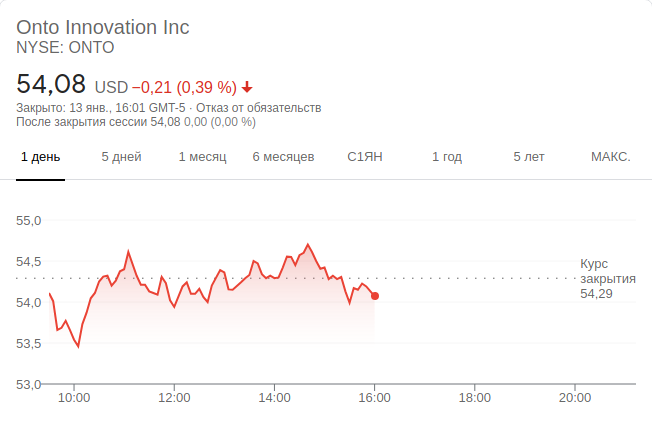 Onto Innovation Inc
NYSE: ONTO
54,08 USD −0,21 (0,39 %)
Закрыто: 13 янв., 16:01 GMT-5 · Отказ от обязательств
После закрытия сессии 54,08 0,00 (0,00 %)
1 день 5 дней 1 месяц 6 месяцев С1ЯН 1 год 5 лет МАКС.
55,0
54,5
54,0
53,5
53,0
Курс
закрытия
54,29
10:00 12:00 14:00 16:00 18:00 20:00